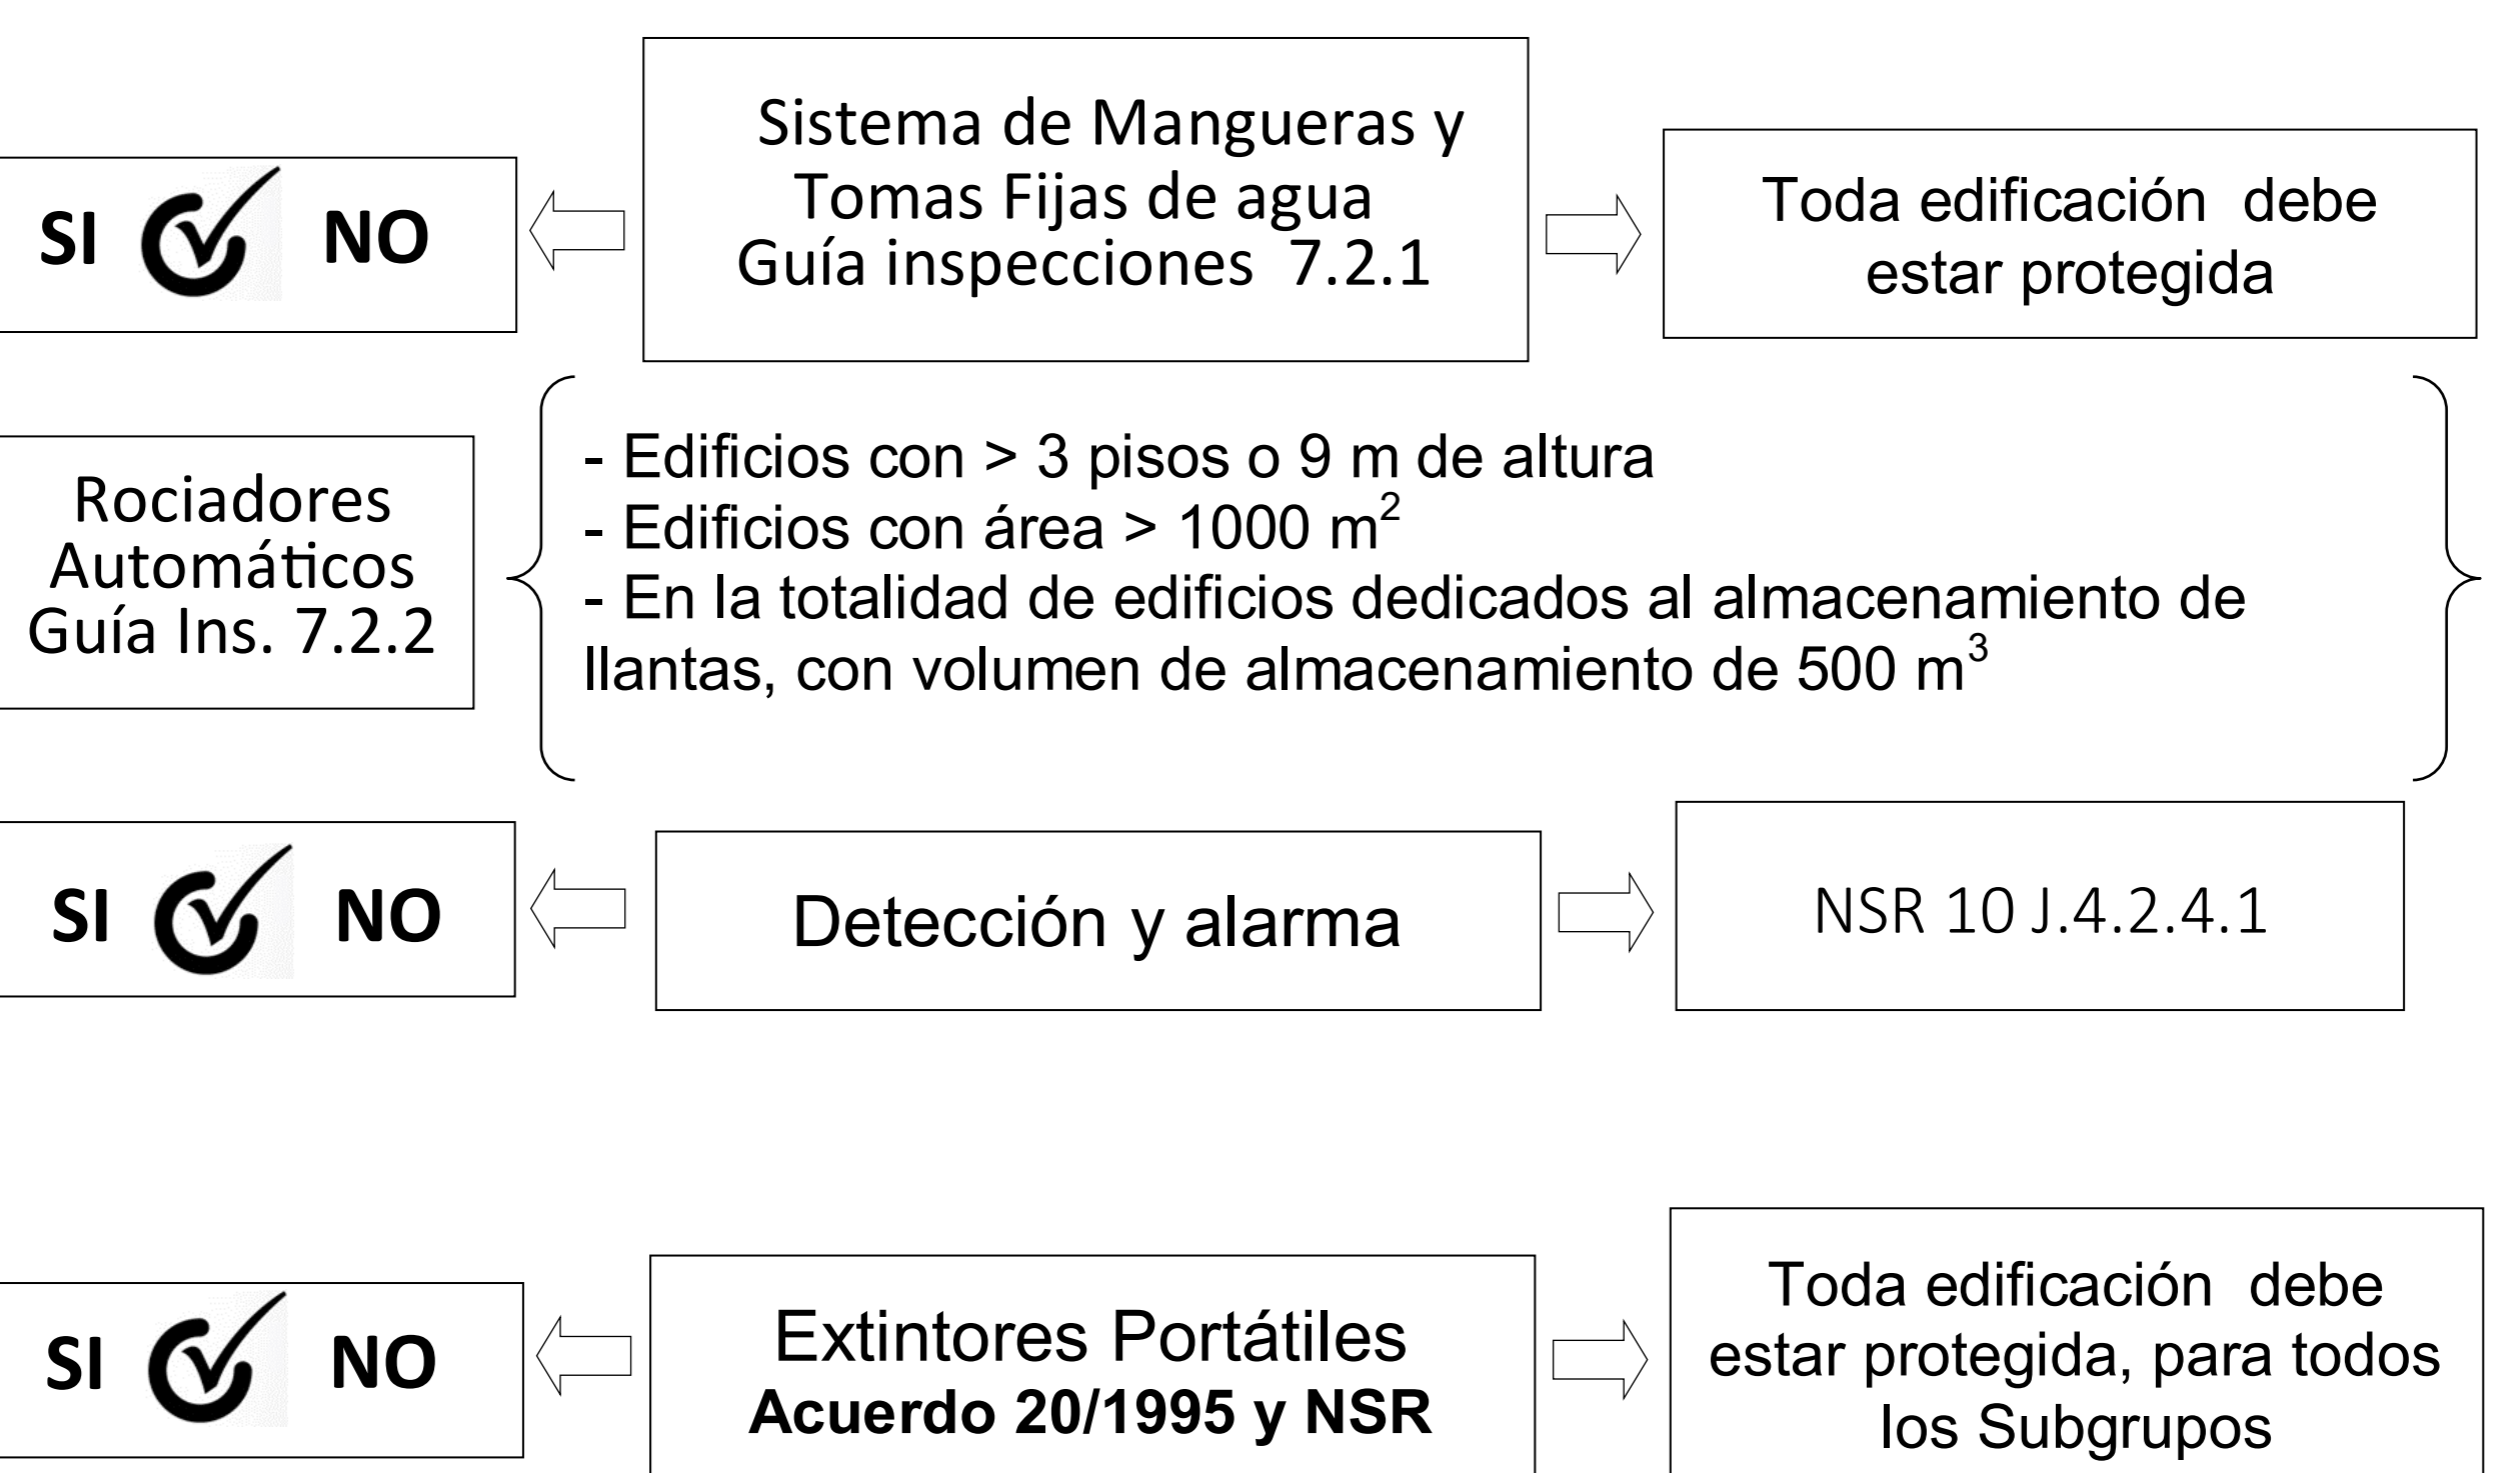 SI NO
Sistema de Mangueras y
Tomas Fijas de agua
Guía inspecciones 7.2.1
Toda edificación debe
estar protegida
Rociadores
Automáticos
Guía Ins. 7.2.2
- Edificios con > 3 pisos o 9 m de altura
- Edificios con área > 1000 m²
- En la totalidad de edificios dedicados al almacenamiento de
llantas, con volumen de almacenamiento de 500 m³
SI NO
Detección y alarma
NSR 10 J.4.2.4.1
SI NO
Extintores Portátiles
Acuerdo 20/1995 y NSR
Toda edificación debe
estar protegida, para todos
los Subgrupos